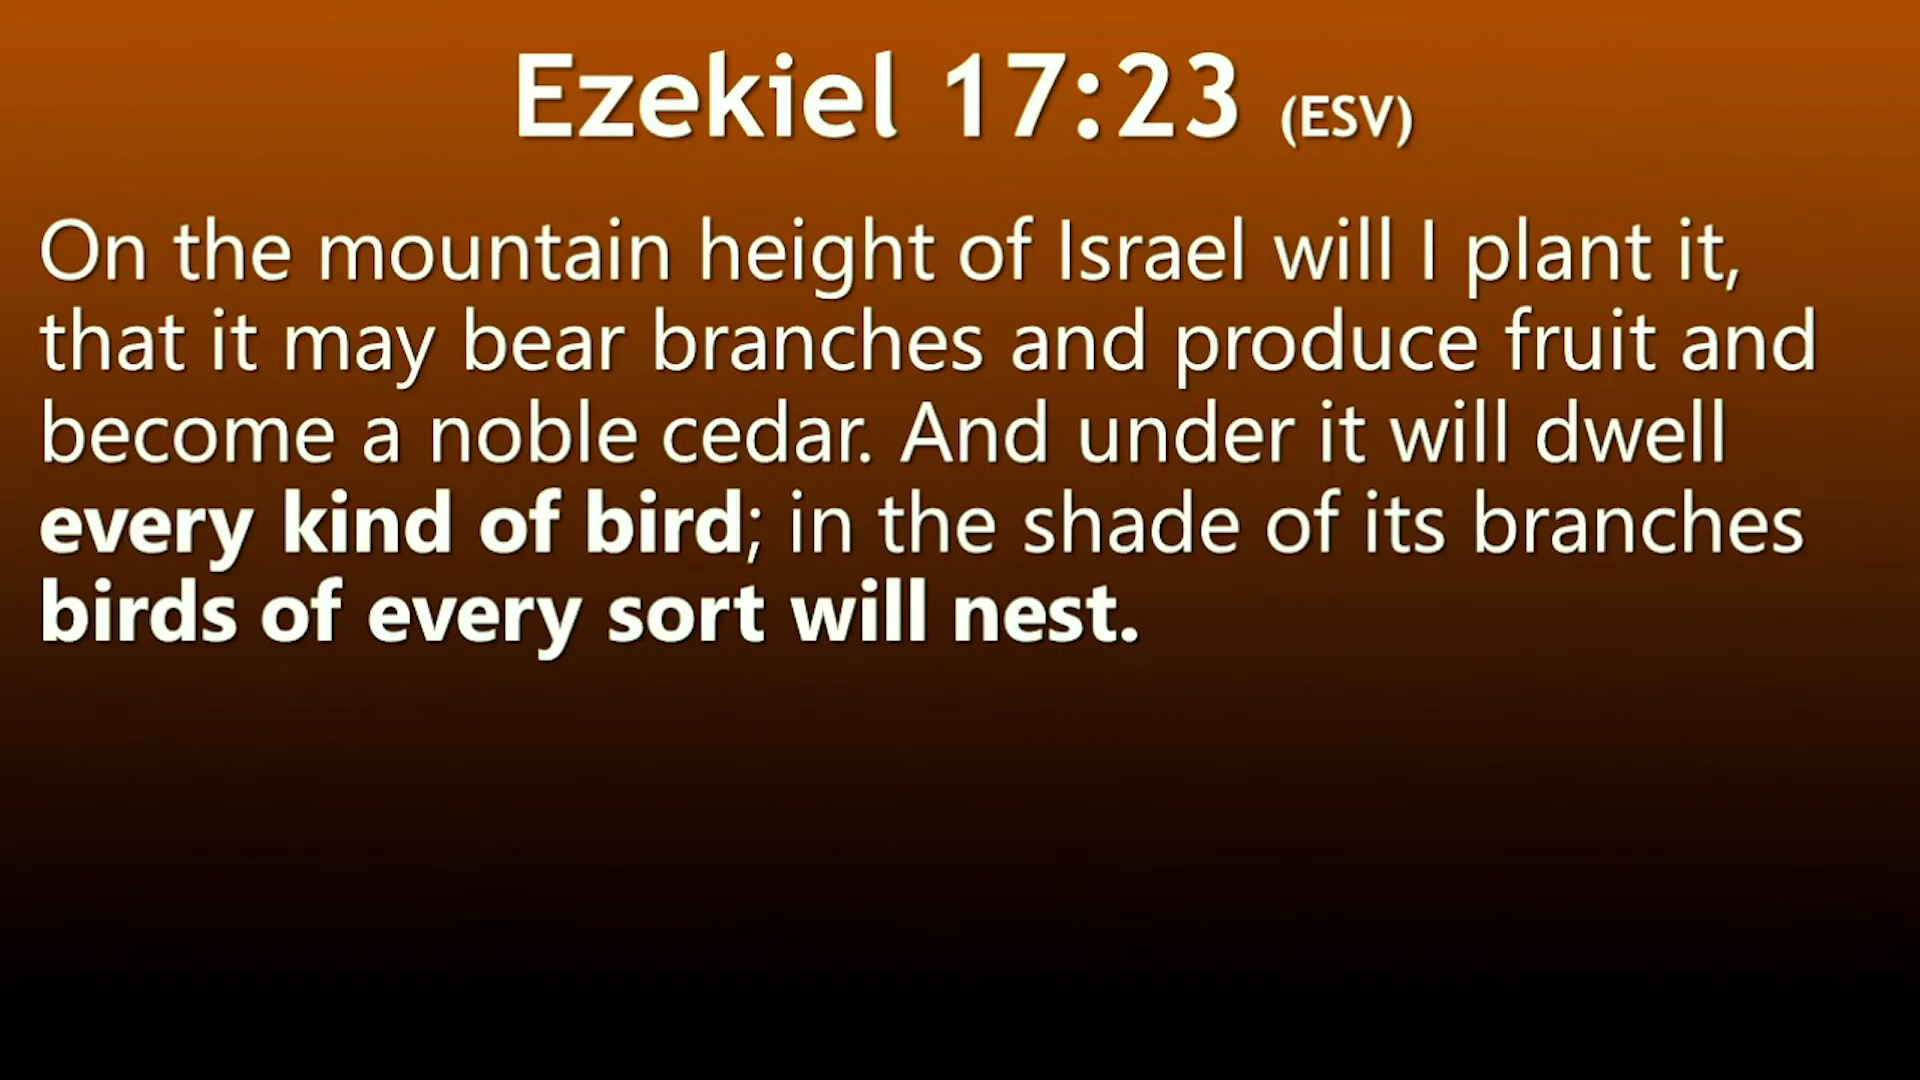 Ezekiel 17:23 (ESV)
On the mountain height of Israel will I plant it,
that it may bear branches and produce fruit and
become a noble cedar. And under it will dwell
every kind of bird; in the shade of its branches
birds of every sort will nest.